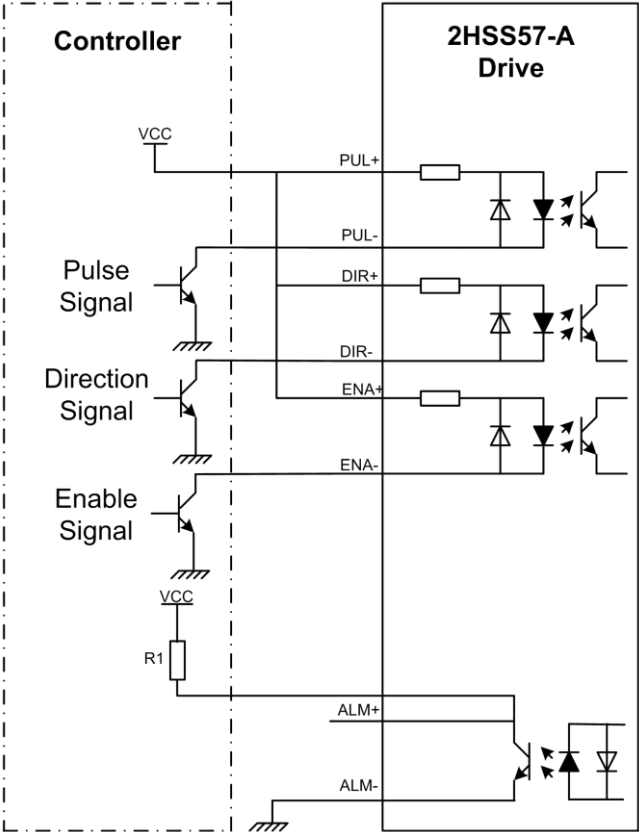 Controller
2HSS57-A
Drive
VCC
PUL+
PUL-
Pulse
Signal
DIR+
DIR-
Direction
Signal
ENA+
ENA-
Enable
Signal
VCC
R1
ALM+
ALM-